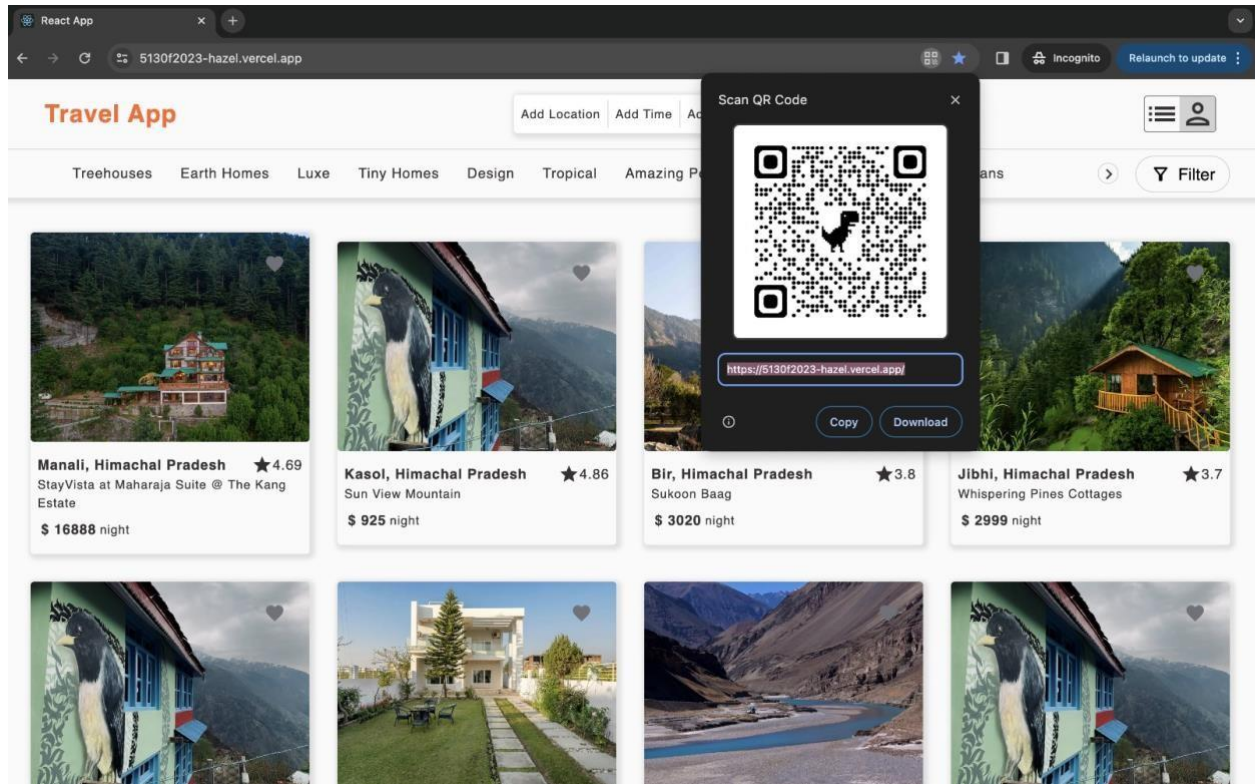 React App
5130f2023-hazel.vercel.app
Incognito
Relaunch to update
Travel App
Add Location
Add Time
Scan QR Code
https://5130f2023-hazel.vercel.app/
Copy
Download
Treehouses
Earth Homes
Luxe
Tiny Homes
Design
Tropical
Amazing
Filter
Manali, Himachal Pradesh ★4.69
StayVista at Maharaja Suite @ The Kang
Estate
$ 16888 night
Kasol, Himachal Pradesh ★4.86
Sun View Mountain
$ 925 night
Bir, Himachal Pradesh ★3.8
Sukoon Baag
$ 3020 night
Jibhi, Himachal Pradesh ★3.7
Whispering Pines Cottages
$ 2999 night